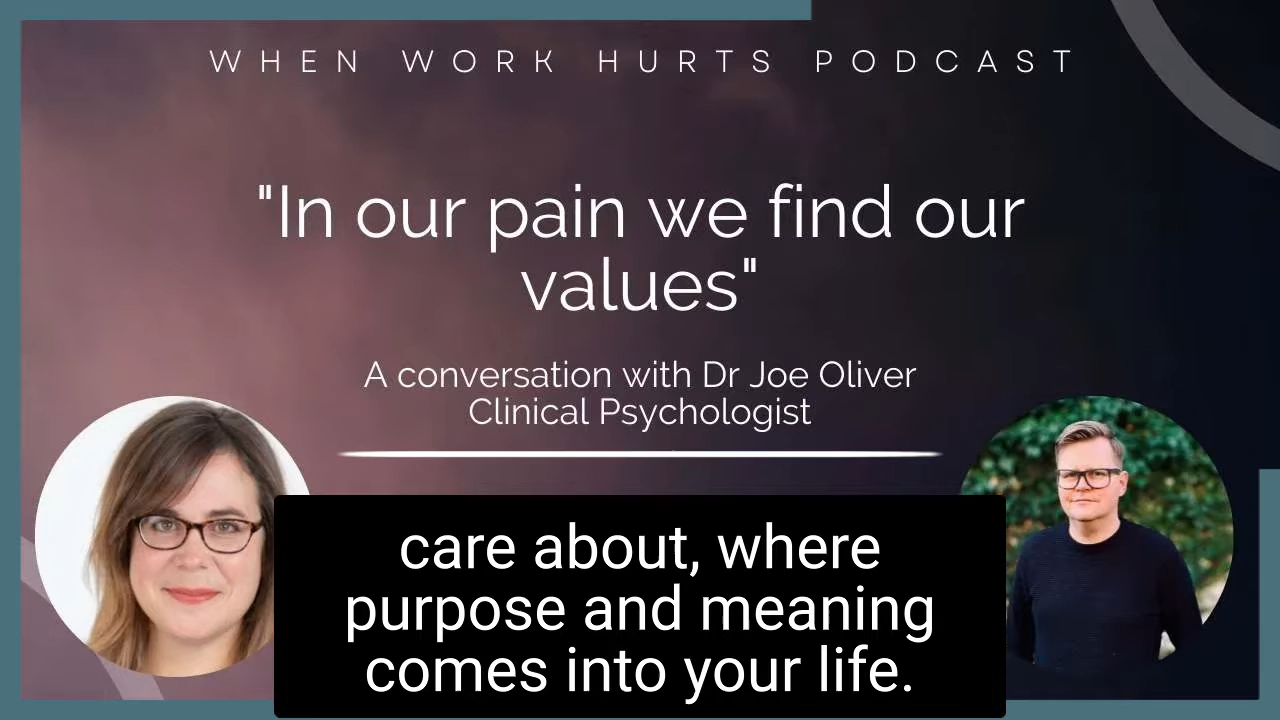 WHEN WORK HURTS PODCAST
"In our pain we find our
values"
A conversation with Dr Joe Oliver
Clinical Psychologist
care about, where
purpose and meaning
comes into your life.